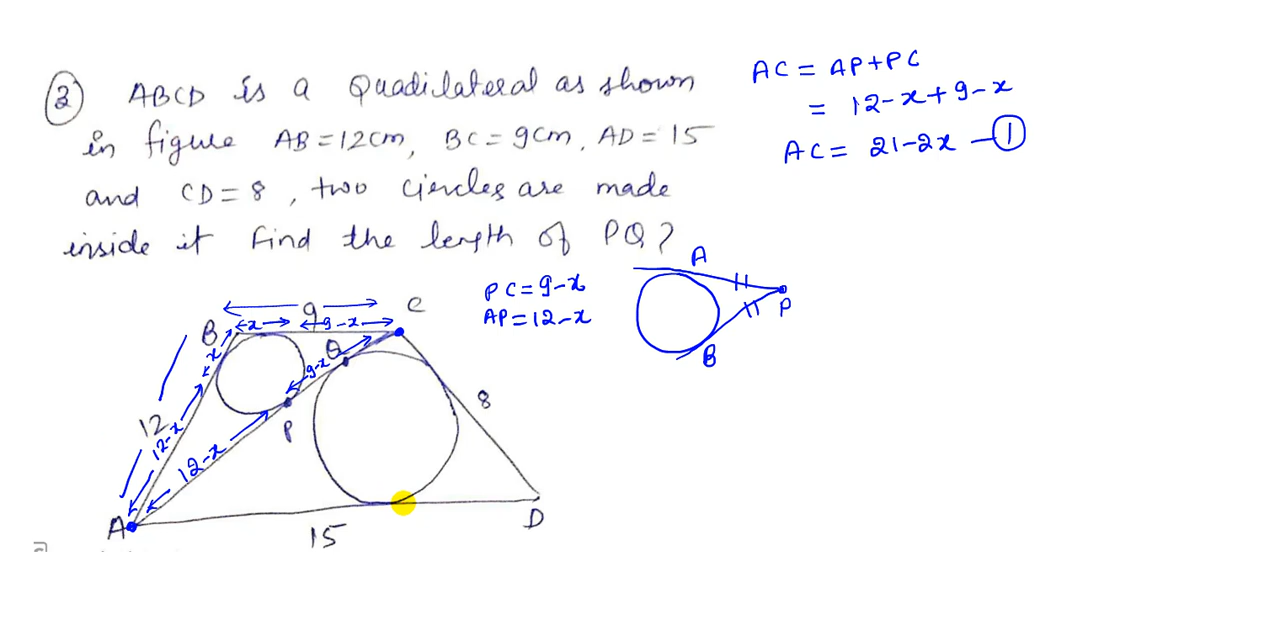 (2) ABCD is a Quadilateral as shown
in figure AB=12cm, BC=9cm, AD=15
and CD=8, two circles are made
inside it Find the length of PQ?
AC = AP+PC
= 12-x+9-x
AC = 21-2x —①
PC=9-x
AP=12-x
A
P
B
9
B
x
9-x
C
x
Q
9-x
12
12-x
12-x
P
8
A
15
D